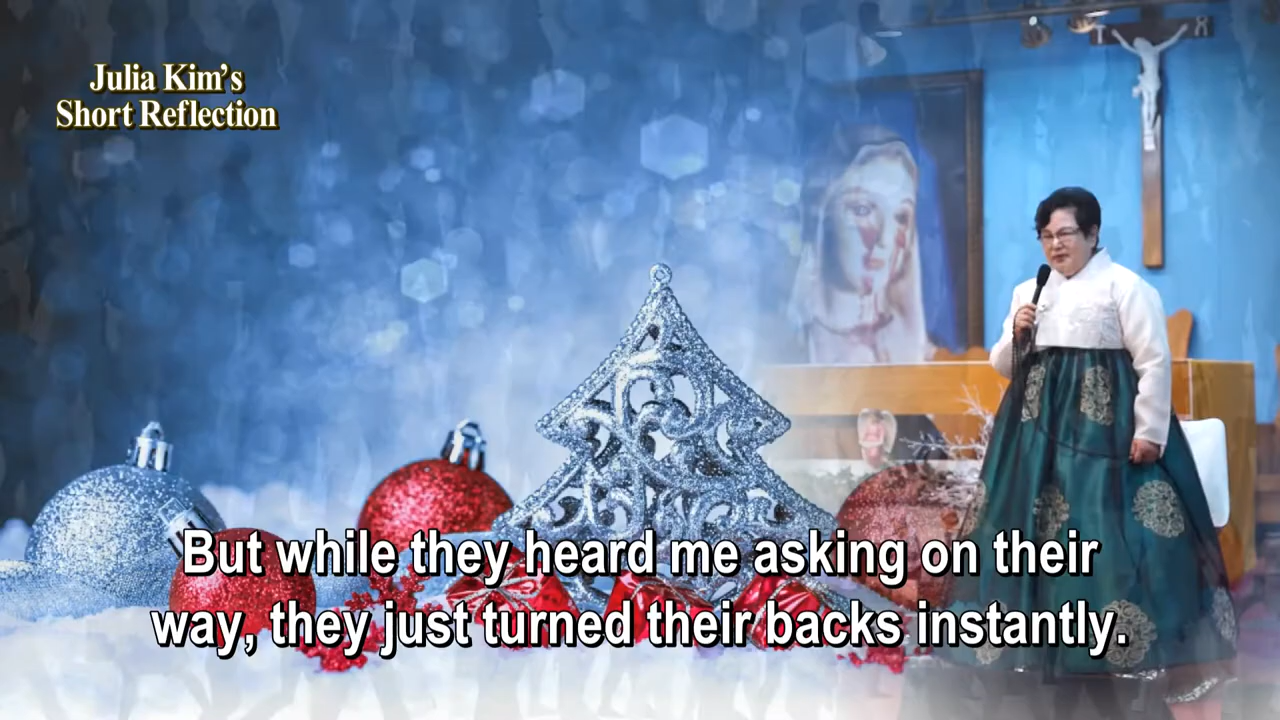 Julia Kim's
Short Reflection
But while they heard me asking on their
way, they just turned their backs instantly.